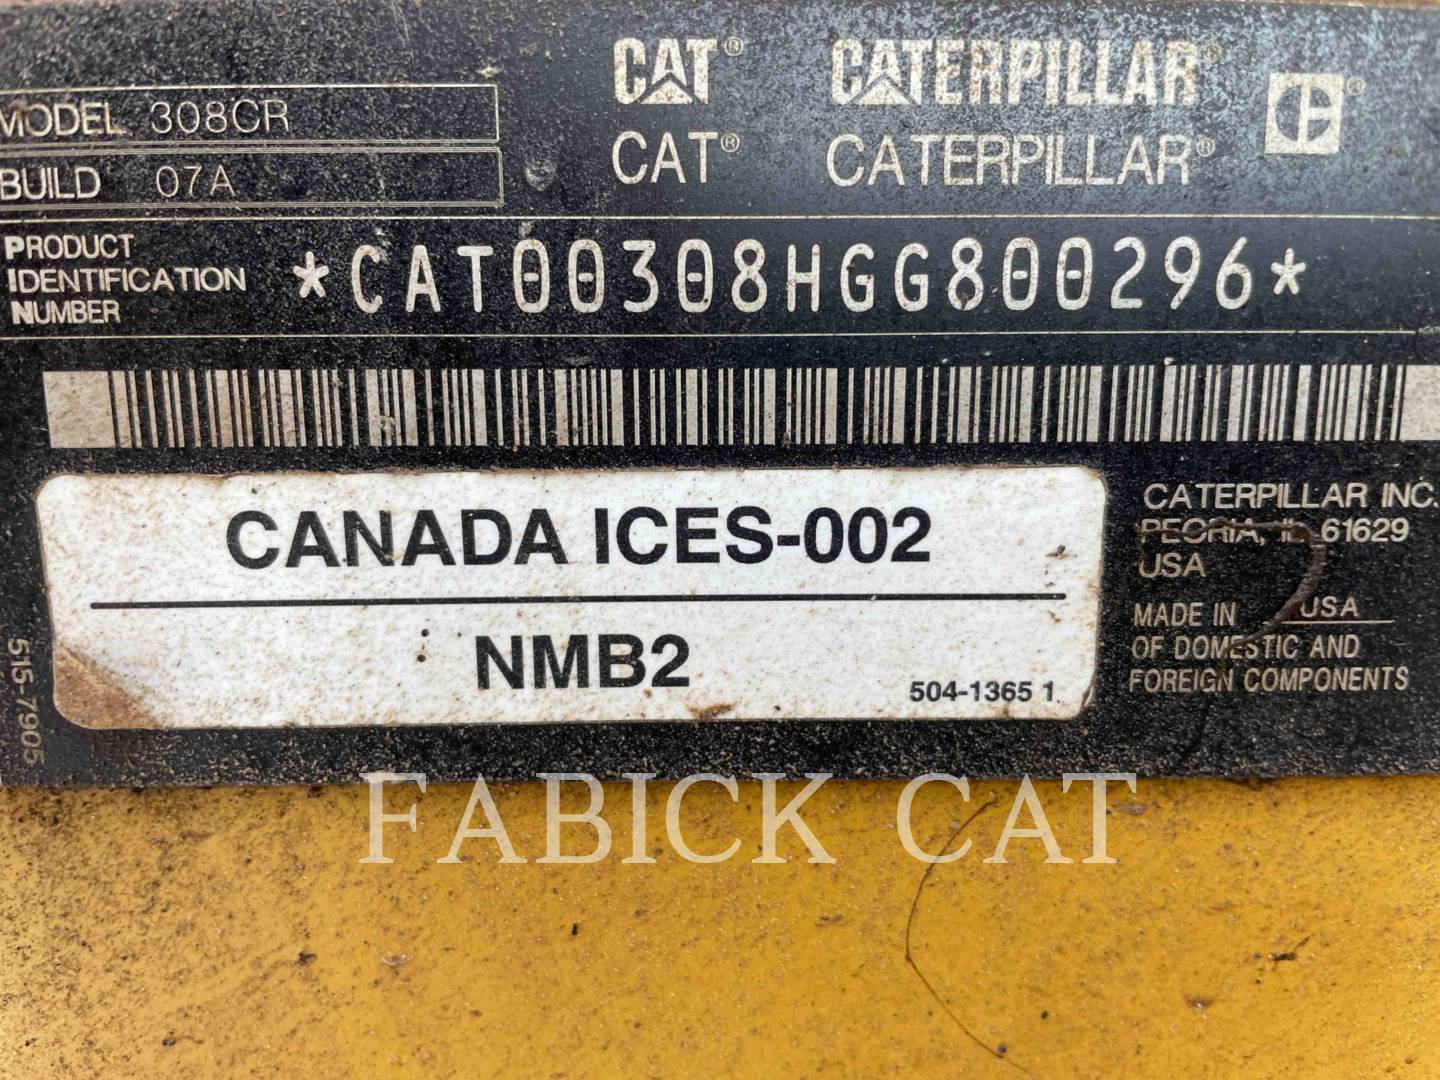 CAT® CATERPILLAR®
MODEL 308CR
CAT® CATERPILLAR®
BUILD 07A
PRODUCT
IDENTIFICATION
NUMBER
*CAT00308HGG800296*
CANADA ICES-002
NMB2
504-1365 1
515-7905
CATERPILLAR INC.
PEORIA, IL 61629
USA
MADE IN USA
OF DOMESTIC AND
FOREIGN COMPONENTS
FABICK CAT